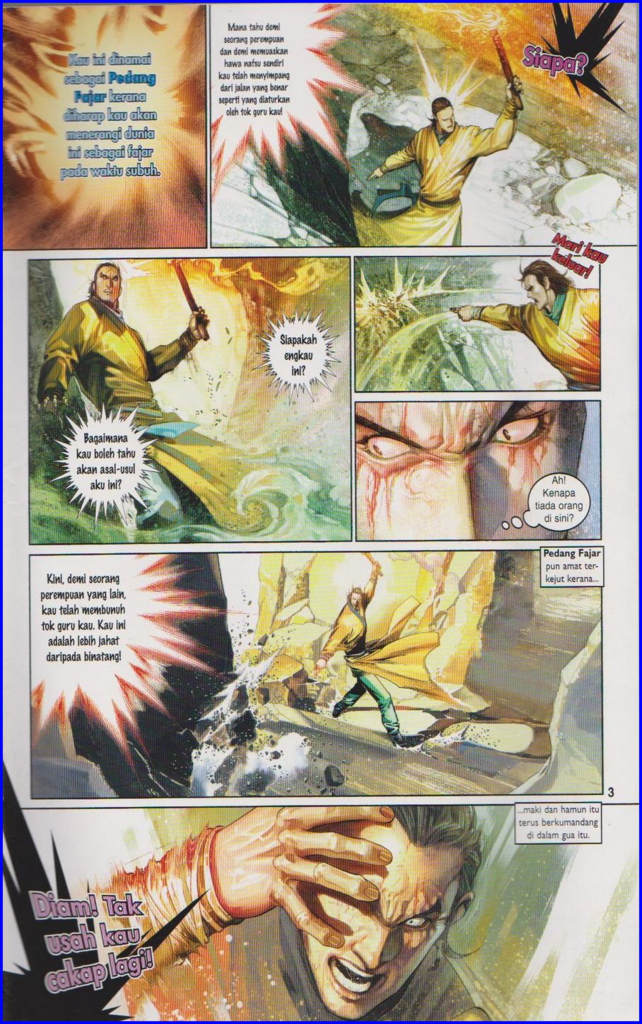 Kau ini dinamai
sebagai Pedang
Fajar kerana
diharap kau akan
menerangi dunia
ini sebagai fajar
pada waktu subuh.
Mana tahu demi
seorang perempuan
dan demi memuaskan
hawa nafsu sendiri
kau telah menyimpang
dari jalan yang benar
seperti yang diaturkan
oleh tok guru kau!
Siapa?
Siapakah
engkau
ini?
Bagaimana
kau boleh tahu
akan asal-usul
aku ini?
Mari kau
keluar!
Ah!
Kenapa
tiada orang
di sini?
Kini, demi seorang
perempuan yang lain,
kau telah membunuh
tok guru kau. Kau ini
adalah lebih jahat
daripada binatang!
Pedang Fajar
pun amat ter-
kejut kerana...
3
...maki dan hamun itu
terus berkumandang
di dalam gua itu.
Diam! Tak
usah kau
cakap lagi!